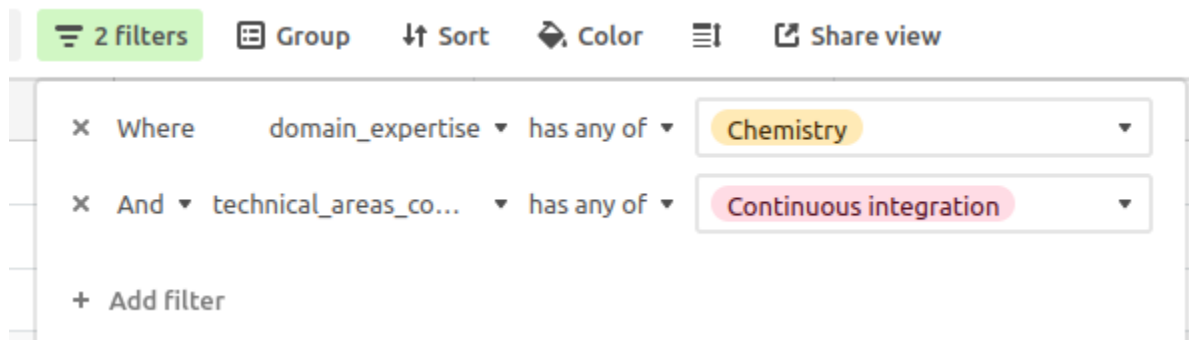 2 filters Group Sort Color Share view
Where domain_expertise has any of Chemistry
And technical_areas_co... has any of Continuous integration
+ Add filter